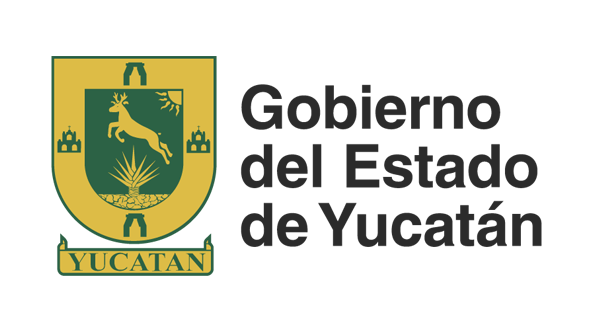 YUCATAN
Gobierno
del Estado
de Yucatán